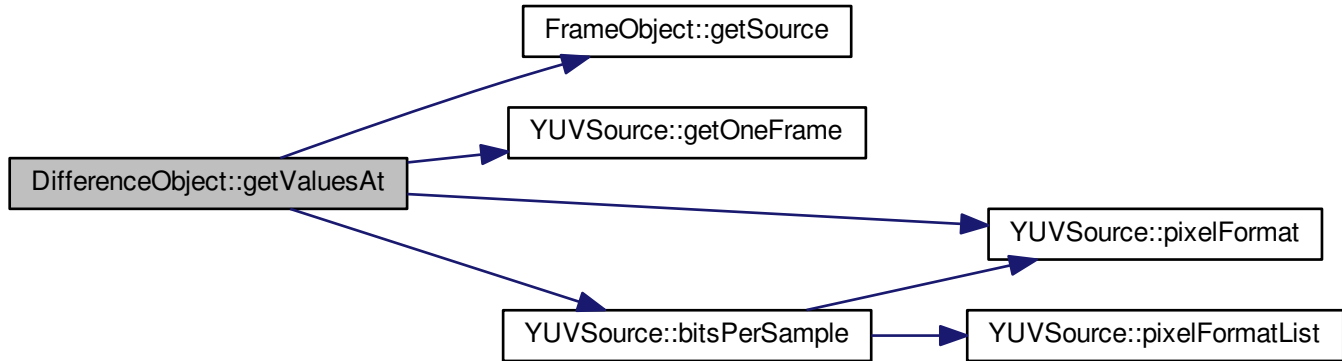 FrameObject::getSource
YUVSource::getOneFrame
DifferenceObject::getValuesAt
YUVSource::pixelFormat
YUVSource::bitsPerSample
YUVSource::pixelFormatList